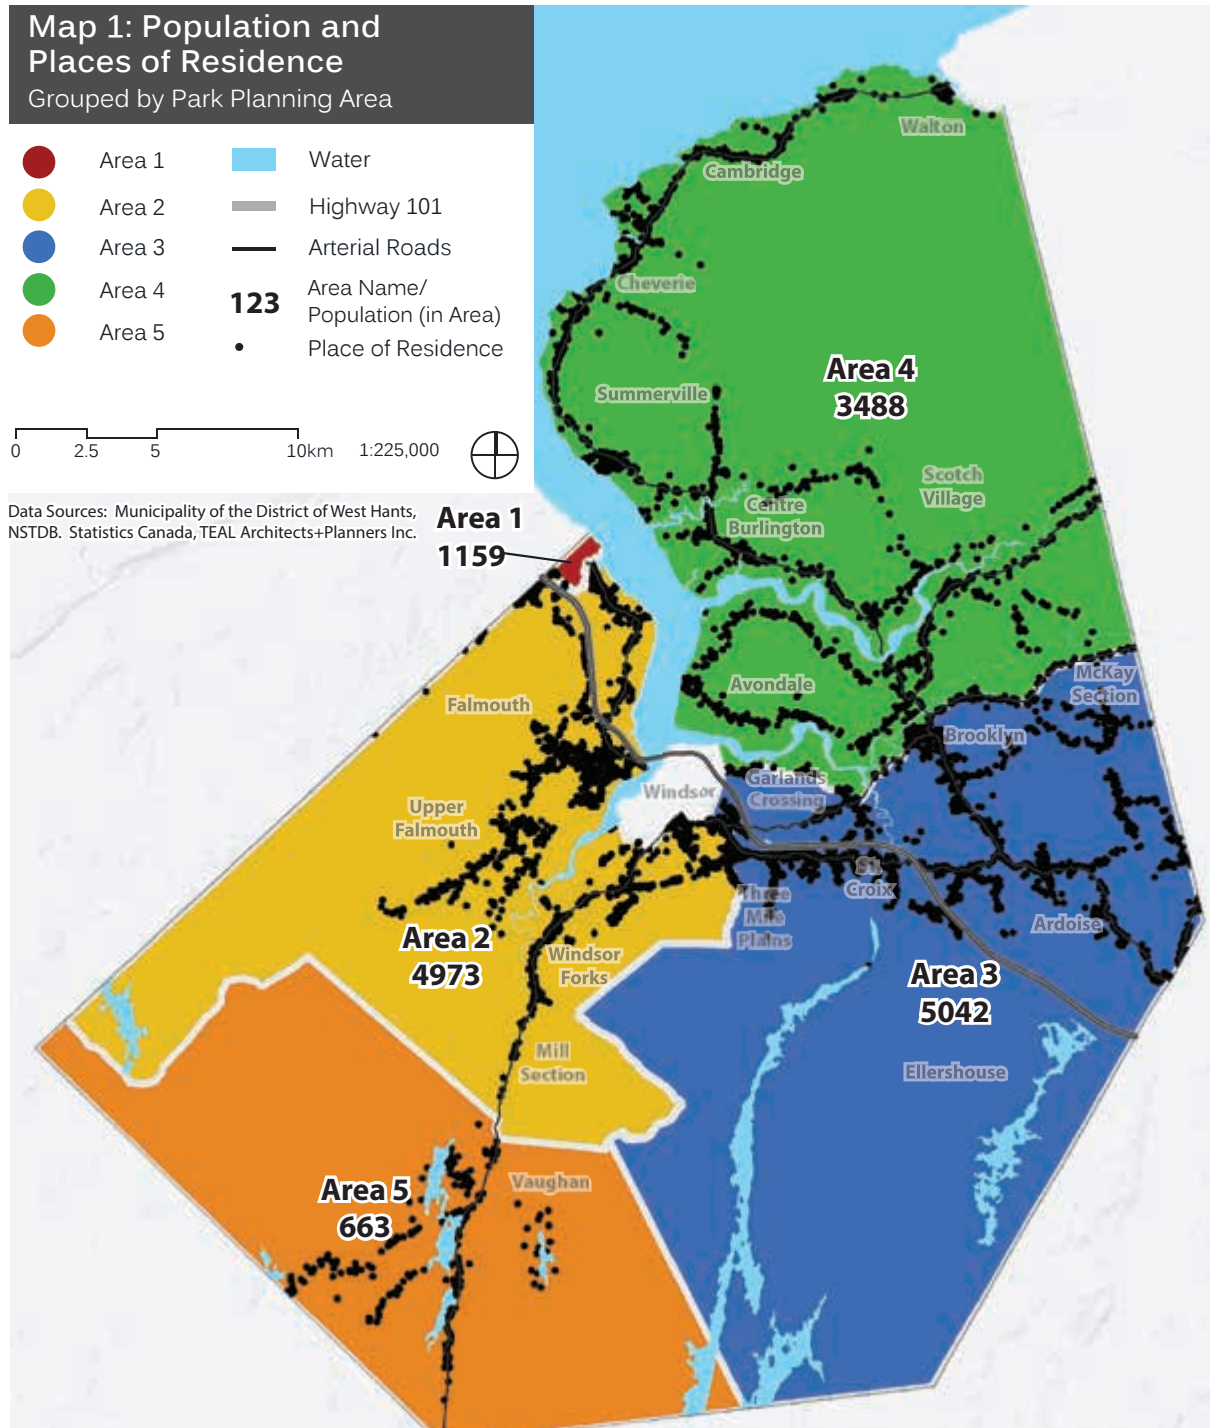 Map 1: Population and
Places of Residence
Grouped by Park Planning Area
Area 1
Area 2
Area 3
Area 4
Area 5
Water
Highway 101
Arterial Roads
123
Area Name/
Population (in Area)
Place of Residence
0 2.5 5 10km 1:225,000
Data Sources: Municipality of the District of West Hants,
NSTDB. Statistics Canada, TEAL Architects+Planners Inc.
Walton
Cambridge
Cheverie
Area 4
3488
Summerville
Scotch
Village
Centre
Burlington
Area 1
1159
McKay
Section
Avondale
Falmouth
Brooklyn
Garlands
Crossing
Windsor
Upper
Falmouth
St.
Croix
Three
Mile
Plains
Ardoise
Area 2
4973
Windsor
Forks
Area 3
5042
Mill
Section
Ellershouse
Area 5
663
Vaughan